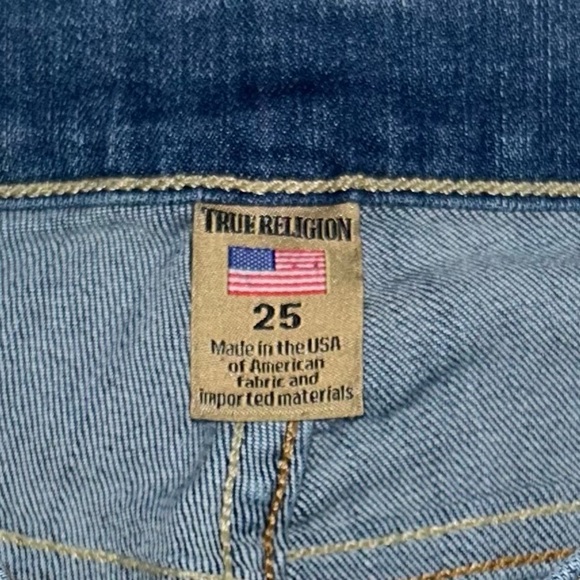 TRUE RELIGION
25
Made in the USA
of American
fabric and
imported materials